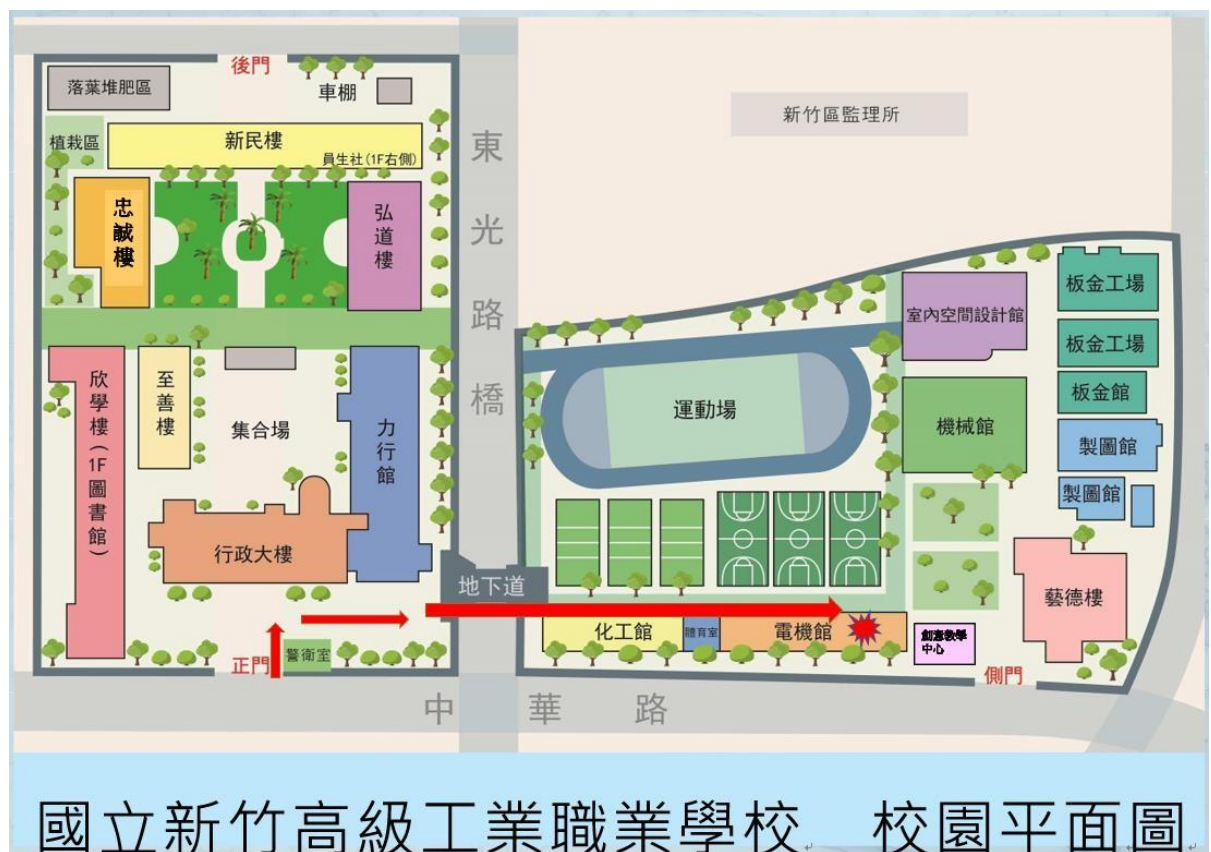 後門
落葉堆肥區
車棚
植栽區
新民樓
員生社(1F右側)
忠誠樓
弘道樓
東光路橋
新竹區監理所
欣學樓(1F圖書館)
至善樓
集合場
力行館
行政大樓
地下道
正門
警衛室
運動場
室內空間設計館
機械館
板金工場
板金工場
板金館
製圖館
製圖館
藝德樓
化工館
體育室
電機館
創意教學
中心
側門
中華路
國立新竹高級工業職業學校 校園平面圖